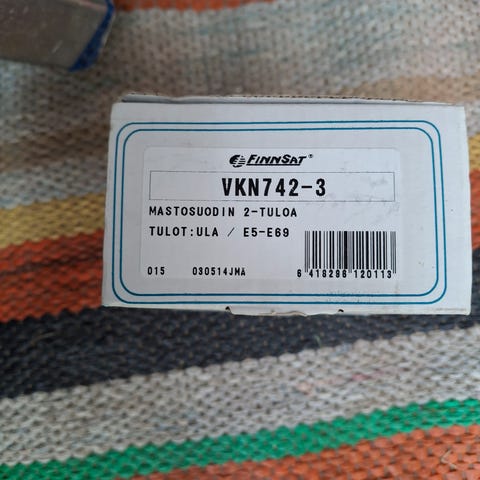 FINNSAT®
VKN742-3
MASTOSUODIN 2-TULOA
TULOT:ULA / E5-E69
015 030514JMA
6 418286 120113